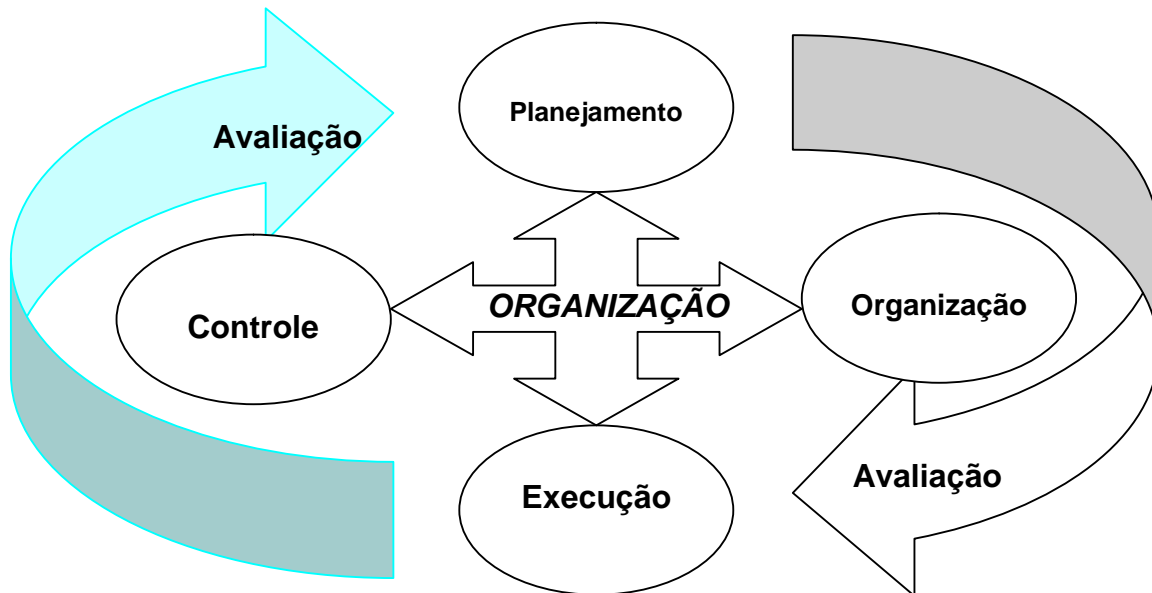 Planejamento
Avaliação
ORGANIZAÇÃO
Organização
Controle
Avaliação
Execução